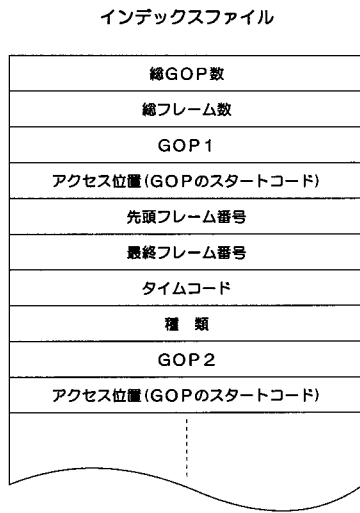 インデックスファイル
総GOP数
総フレーム数
GOP1
アクセス位置(GOPのスタートコード)
先頭フレーム番号
最終フレーム番号
タイムコード
種 類
GOP2
アクセス位置(GOPのスタートコード)